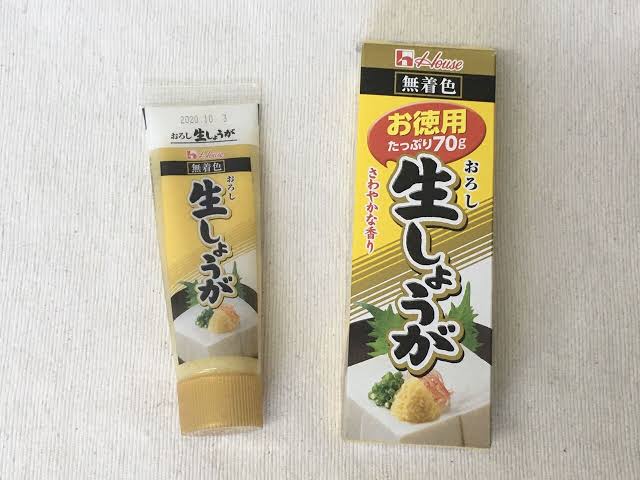 2020.10. 3
おろし生しょうが
House
無着色
おろし
生しょうが
House
無着色
お徳用
たっぷり70g
おろし
生しょうが
さわやかな香り